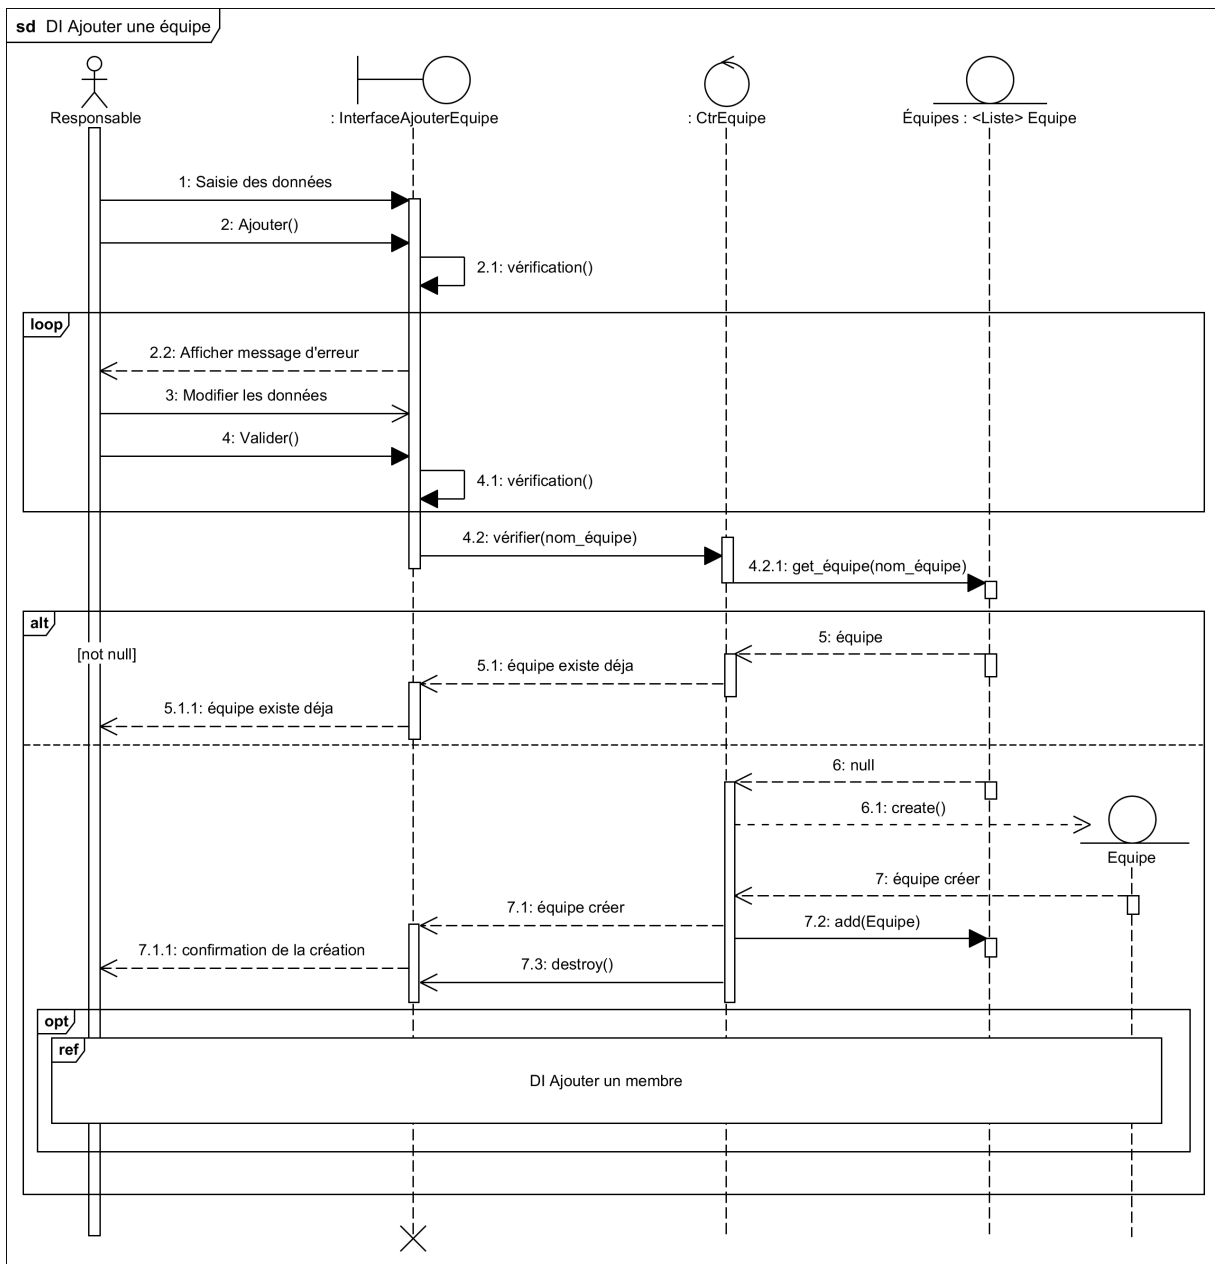 sd DI Ajouter une équipe
Responsable
: InterfaceAjouterEquipe
: CtrEquipe
Équipes : <Liste> Equipe
1: Saisie des données
2: Ajouter()
2.1: vérification()
loop
2.2: Afficher message d'erreur
3: Modifier les données
4: Valider()
4.1: vérification()
4.2: vérifier(nom_équipe)
4.2.1: get_équipe(nom_équipe)
alt
[not null]
5: équipe
5.1: équipe existe déja
5.1.1: équipe existe déja
6: null
6.1: create()
Equipe
7: équipe créer
7.1: équipe créer
7.2: add(Equipe)
7.1.1: confirmation de la création
7.3: destroy()
opt
ref
DI Ajouter un membre